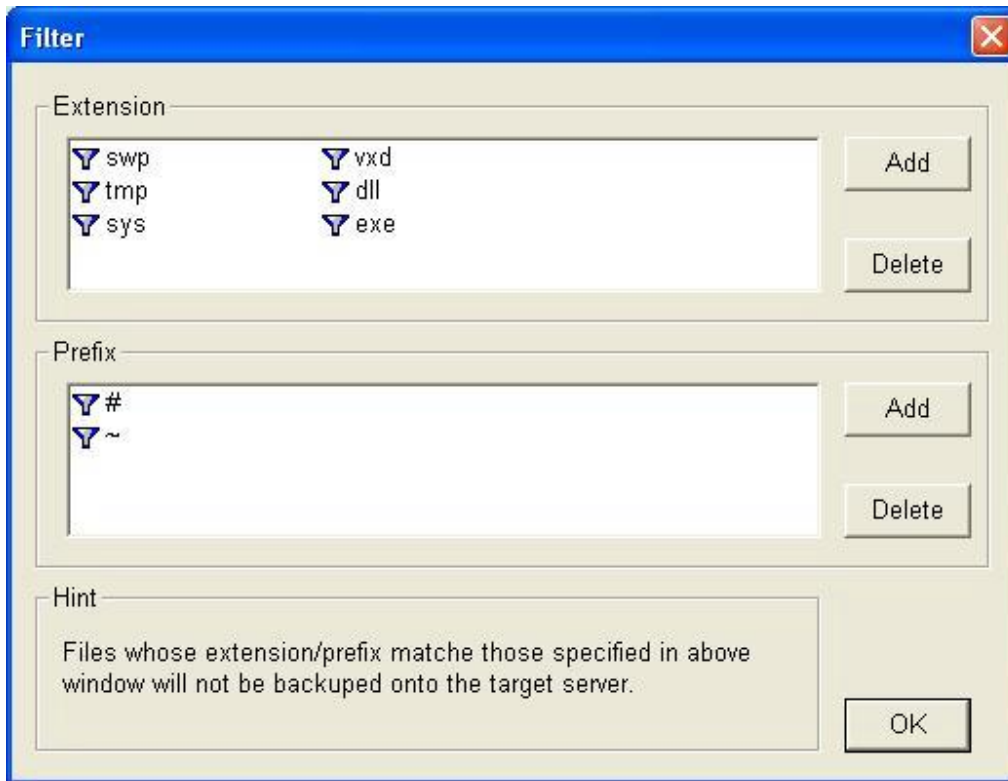 Filter
Extension
swp vxd
tmp dll
sys exe
Add
Delete
Prefix
#
~
Add
Delete
Hint
Files whose extension/prefix matche those specified in above
window will not be backuped onto the target server.
OK